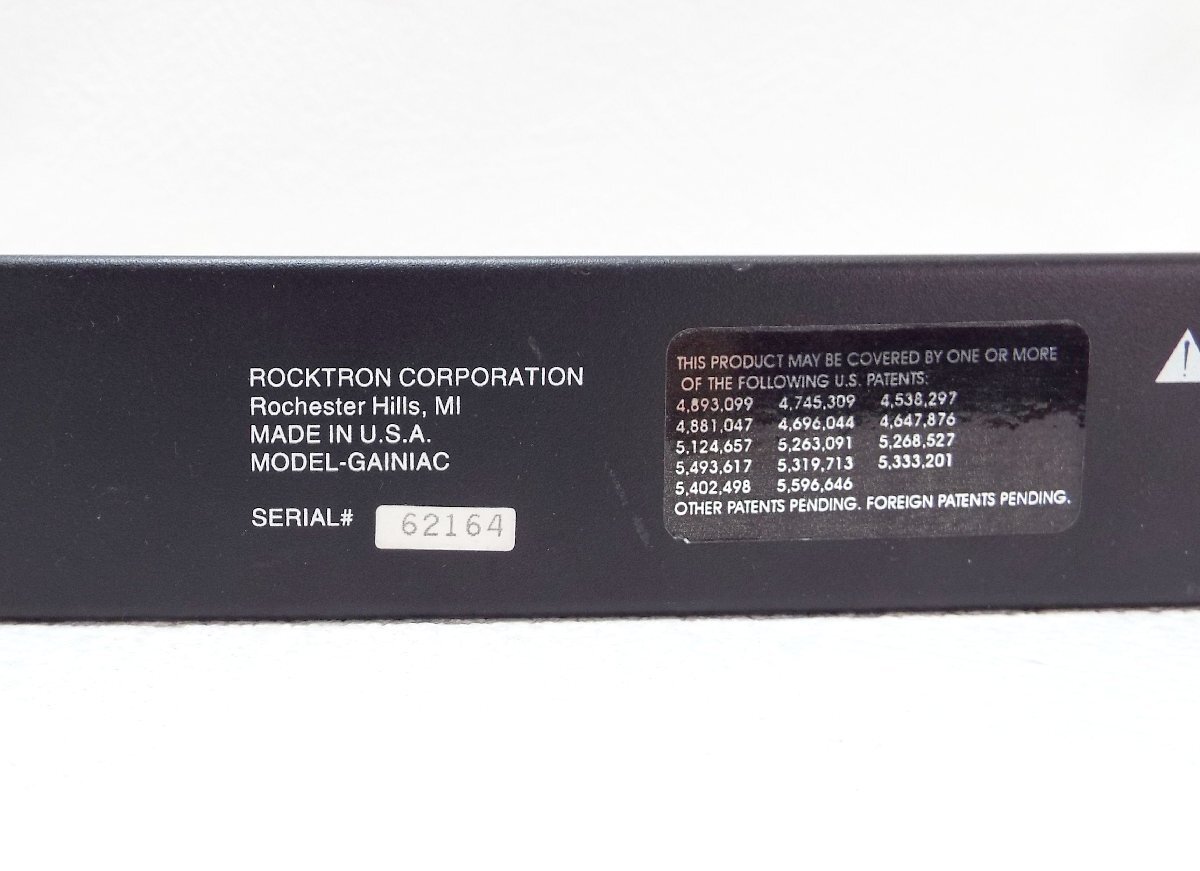 ROCKTRON CORPORATION
Rochester Hills, MI
MADE IN U.S.A.
MODEL-GAINIAC
SERIAL# 62164
THIS PRODUCT MAY BE COVERED BY ONE OR MORE
OF THE FOLLOWING U.S. PATENTS:
4,893,099 4,745,309 4,538,297
4,881,047 4,696,044 4,647,876
5,124,657 5,263,091 5,268,527
5,493,617 5,319,713 5,333,201
5,402,498 5,596,646
OTHER PATENTS PENDING. FOREIGN PATENTS PENDING.